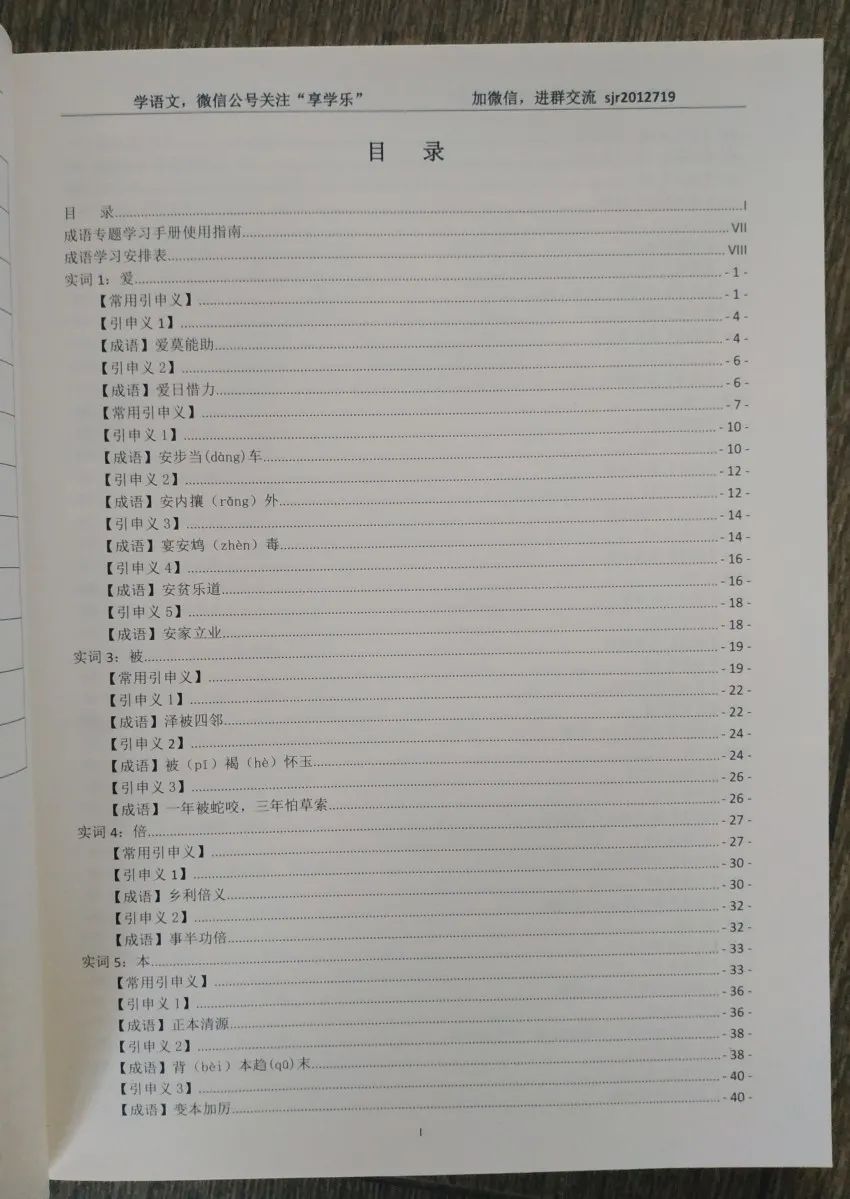 学语文，微信公号关注“享学乐” 加微信，进群交流 sjr2012719
目 录
目 录 I
成语专题学习手册使用指南 VII
成语学习安排表 VIII
实词 1：爱 - 1 -
【常用引申义】 - 1 -
【引申义 1】 - 4 -
【成语】爱莫能助 - 4 -
【引申义 2】 - 6 -
【成语】爱日惜力 - 6 -
【常用引申义】 - 7 -
【引申义 1】 - 10 -
【成语】安步当(dàng)车 - 10 -
【引申义 2】 - 12 -
【成语】安内攘（rǎng）外 - 12 -
【引申义 3】 - 14 -
【成语】宴安鸩（zhèn）毒 - 14 -
【引申义 4】 - 16 -
【成语】安贫乐道 - 16 -
【引申义 5】 - 18 -
【成语】安家立业 - 18 -
实词 3：被 - 19 -
【常用引申义】 - 19 -
【引申义 1】 - 22 -
【成语】泽被四邻 - 22 -
【引申义 2】 - 24 -
【成语】被（pī）褐（hè）怀玉 - 24 -
【引申义 3】 - 26 -
【成语】一年被蛇咬，三年怕草索 - 26 -
实词 4：倍 - 27 -
【常用引申义】 - 27 -
【引申义 1】 - 30 -
【成语】乡利倍义 - 30 -
【引申义 2】 - 32 -
【成语】事半功倍 - 32 -
实词 5：本 - 33 -
【常用引申义】 - 33 -
【引申义 1】 - 36 -
【成语】正本清源 - 36 -
【引申义 2】 - 38 -
【成语】背（bèi）本趋(qū)末 - 38 -
【引申义 3】 - 40 -
【成语】变本加厉 - 40 -
I